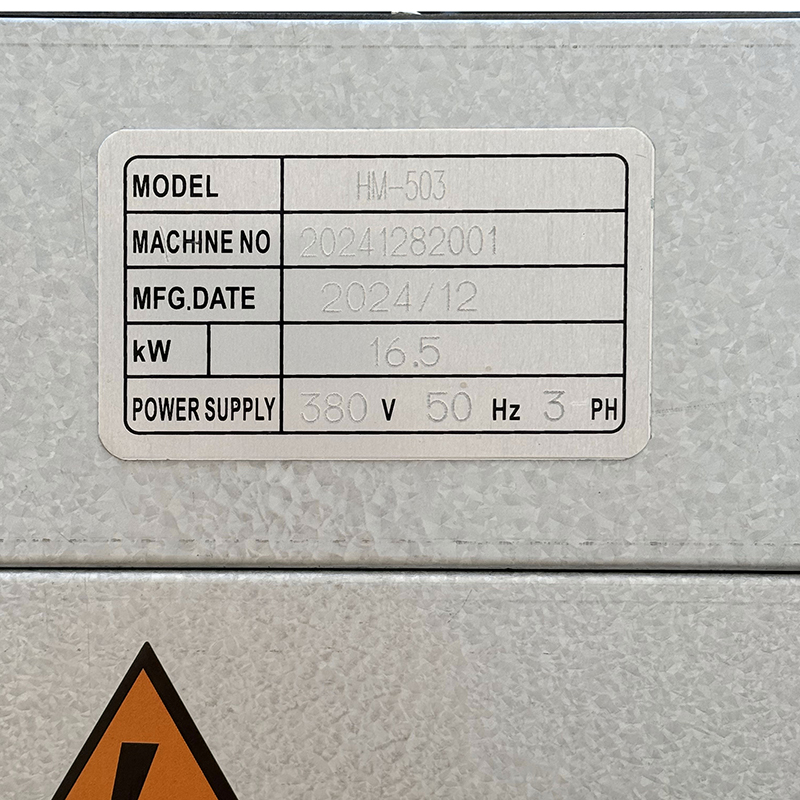 MODEL HM-503
MACHINE NO 20241282001
MFG.DATE 2024/12
kW 16.5
POWER SUPPLY 380 V 50 Hz 3 PH